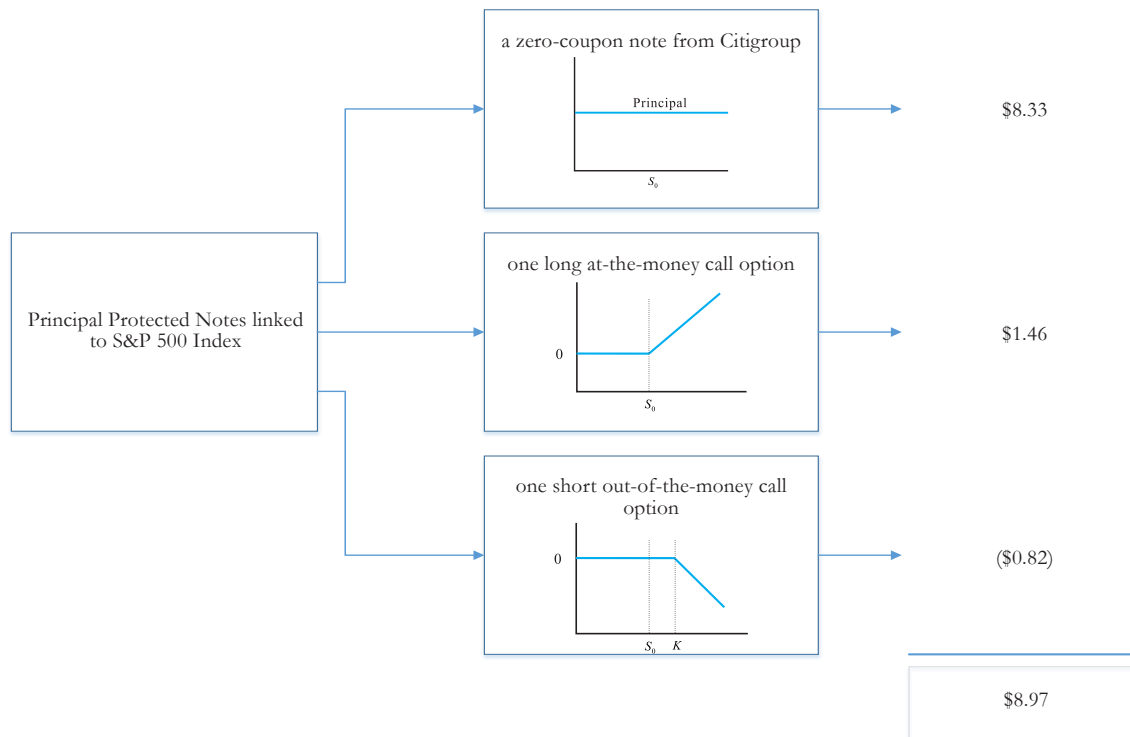 a zero-coupon note from Citigroup
Principal
S₀
$8.33
Principal Protected Notes linked
to S&P 500 Index
one long at-the-money call option
0
S₀
$1.46
one short out-of-the-money call
option
0
S₀ K
($0.82)
$8.97